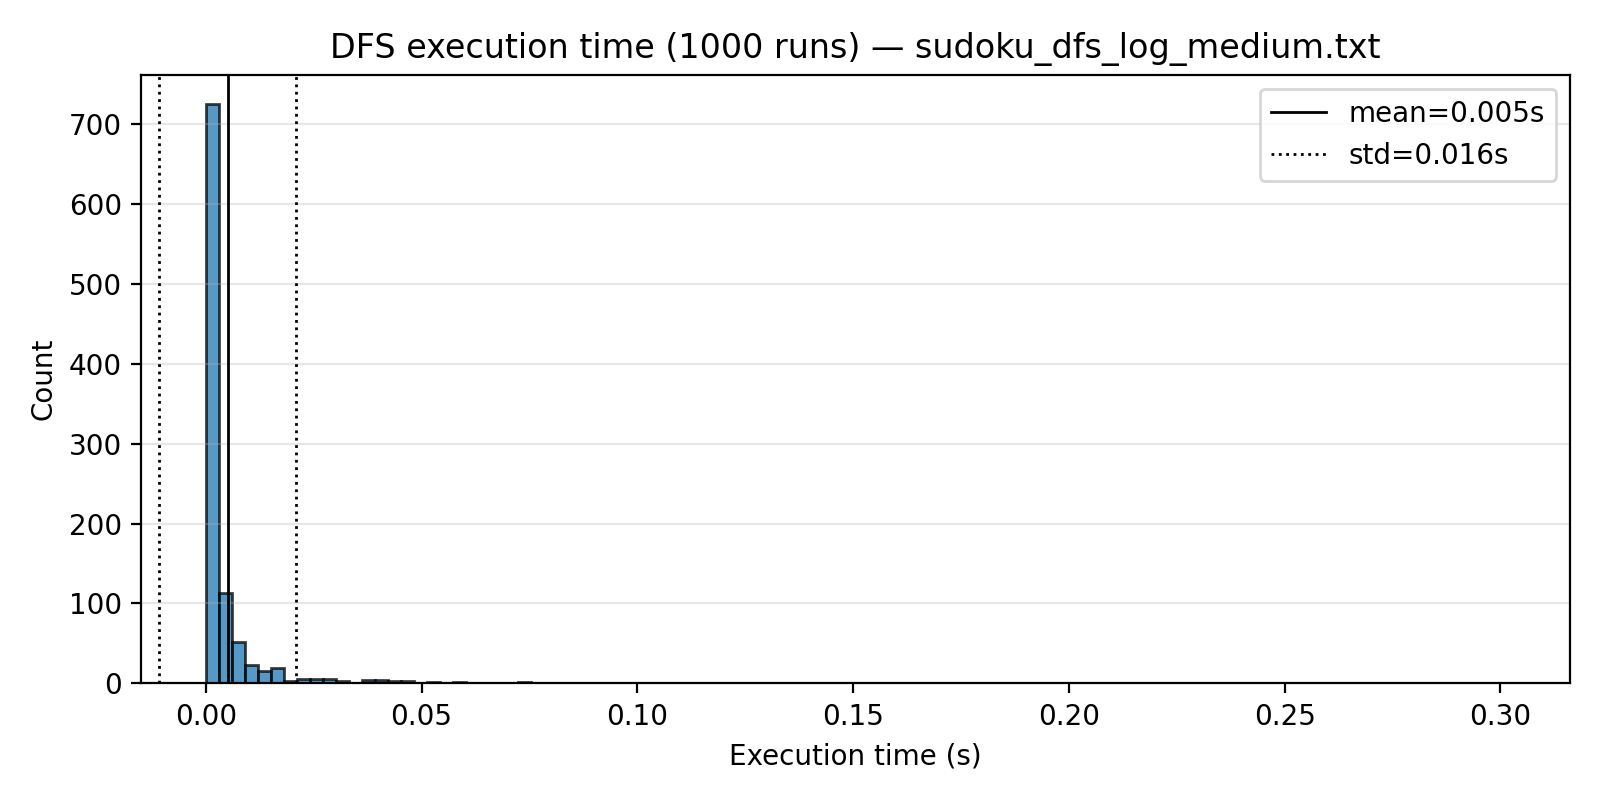 DFS execution time (1000 runs) — sudoku_dfs_log_medium.txt
mean=0.005s
std=0.016s
700
600
500
400
300
200
100
0
Count
0.00 0.05 0.10 0.15 0.20 0.25 0.30
Execution time (s)